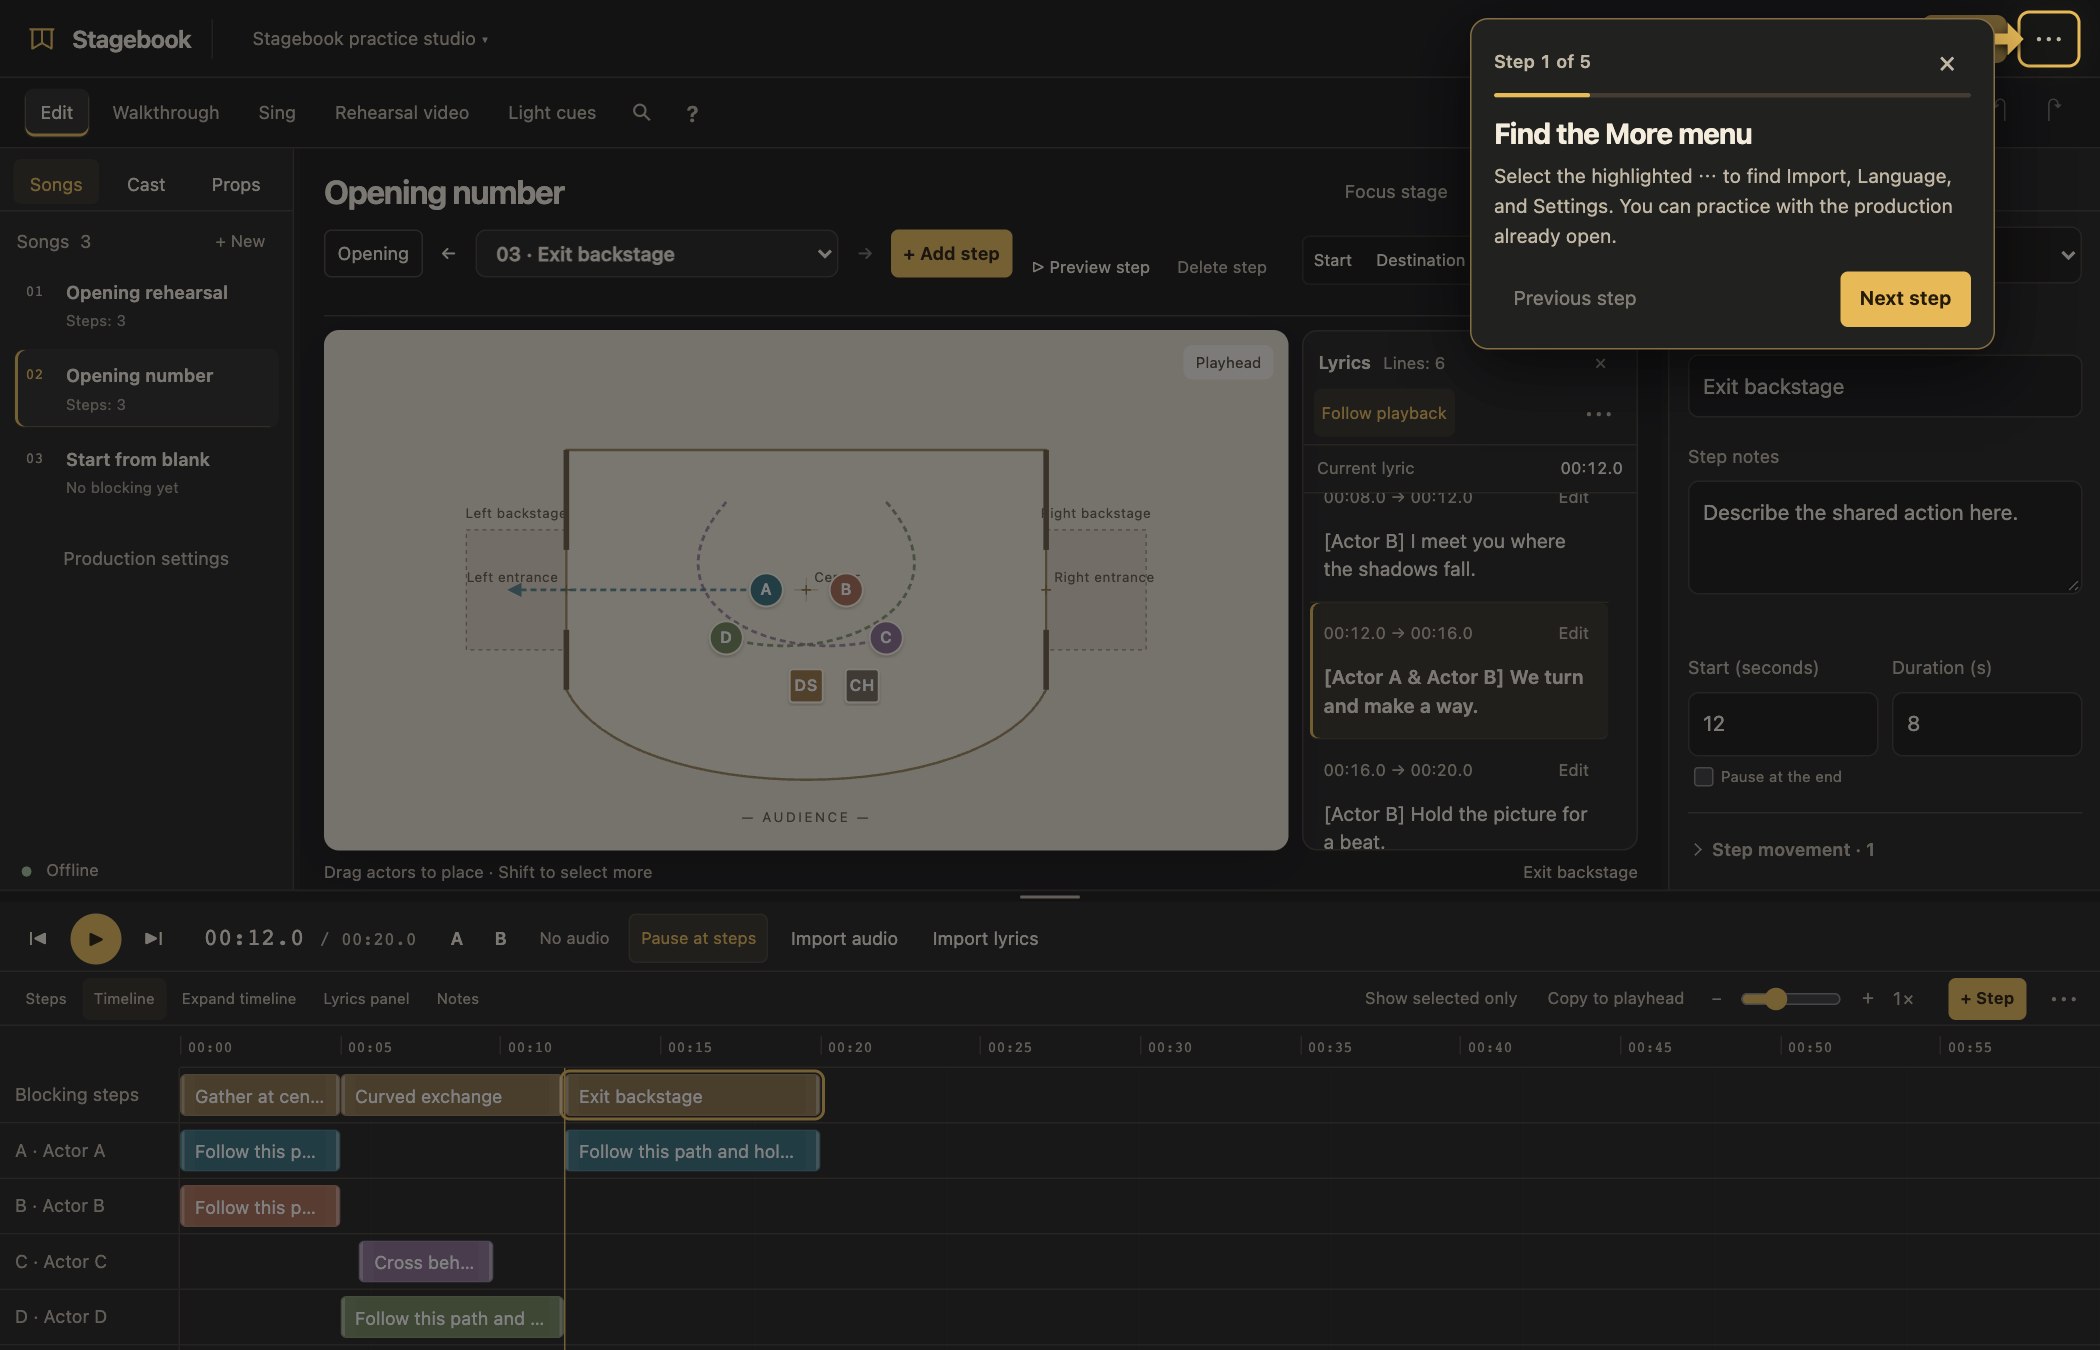 Stagebook
Stagebook practice studio ▾
Step 1 of 5
×
Find the More menu
Select the highlighted ··· to find Import, Language,
and Settings. You can practice with the production
already open.
Previous step
Next step
Edit
Walkthrough
Sing
Rehearsal video
Light cues
?
Songs
Cast
Props
Songs 3
+ New
01 Opening rehearsal
Steps: 3
02 Opening number
Steps: 3
03 Start from blank
No blocking yet
Production settings
Offline
Opening number
Focus stage
Opening
←
03 · Exit backstage
→
+ Add step
Preview step
Delete step
Start
Destination
Playhead
Left backstage
Left entrance
Right backstage
Right entrance
A
B
D
C
DS
CH
— AUDIENCE —
Drag actors to place · Shift to select more
Exit backstage
Lyrics Lines: 6
×
Follow playback
Current lyric 00:12.0
00:08.0 → 00:12.0 Edit
[Actor B] I meet you where
the shadows fall.
00:12.0 → 00:16.0 Edit
[Actor A & Actor B] We turn
and make a way.
00:16.0 → 00:20.0 Edit
[Actor B] Hold the picture for
a beat.
Exit backstage
Step notes
Describe the shared action here.
Start (seconds)
Duration (s)
12
8
Pause at the end
Step movement · 1
00:12.0 / 00:20.0
A
B
No audio
Pause at steps
Import audio
Import lyrics
Steps
Timeline
Expand timeline
Lyrics panel
Notes
Show selected only
Copy to playhead
−
+
1×
+ Step
00:00 00:05 00:10 00:15 00:20 00:25 00:30 00:35 00:40 00:45 00:50 00:55
Blocking steps
Gather at cen...
Curved exchange
Exit backstage
A · Actor A
Follow this p...
Follow this path and hol...
B · Actor B
Follow this p...
C · Actor C
Cross beh...
D · Actor D
Follow this path and ...